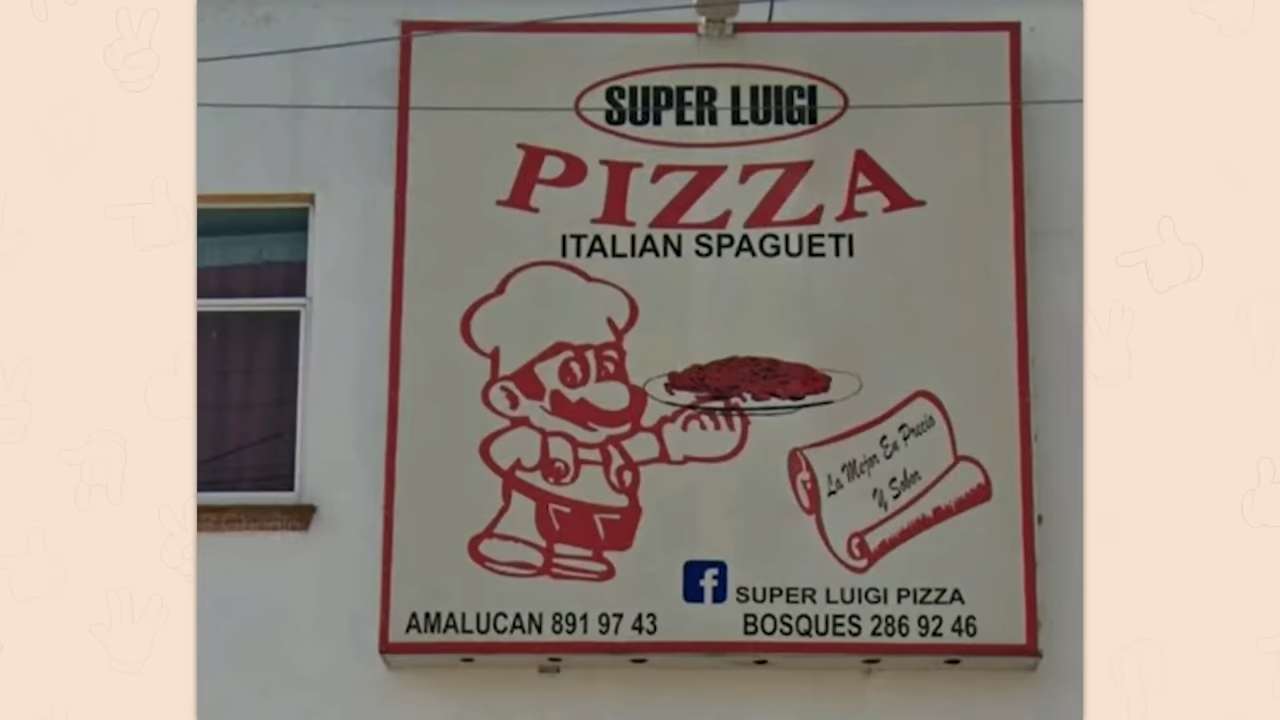 SUPER LUIGI
PIZZA
ITALIAN SPAGUETI
La Mejor En Precio
Y Sabor
f
SUPER LUIGI PIZZA
AMALUCAN 891 97 43
BOSQUES 286 92 46